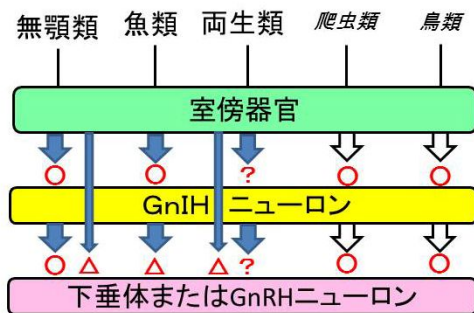 無顎類 魚類 両生類 爬虫類 鳥類
室傍器官
○ ○ ? ○ ○
GnIH ニューロン
○ △ △ △ ? ○ ○
下垂体またはGnRHニューロン